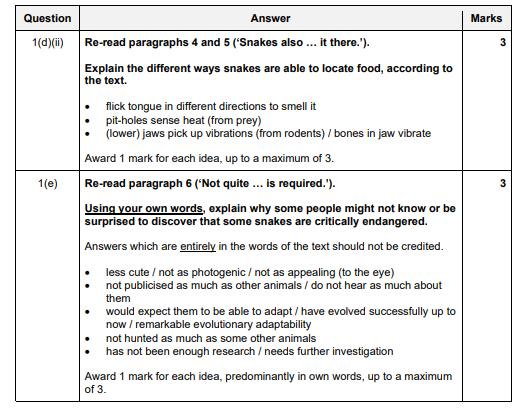 Question Answer Marks
1(d)(ii) Re-read paragraphs 4 and 5 (‘Snakes also … it there.’). 3
Explain the different ways snakes are able to locate food, according to
the text.
• flick tongue in different directions to smell it
• pit-holes sense heat (from prey)
• (lower) jaws pick up vibrations (from rodents) / bones in jaw vibrate
Award 1 mark for each idea, up to a maximum of 3.
1(e) Re-read paragraph 6 (‘Not quite … is required.’). 3
Using your own words, explain why some people might not know or be
surprised to discover that some snakes are critically endangered.
Answers which are entirely in the words of the text should not be credited.
• less cute / not as photogenic / not as appealing (to the eye)
• not publicised as much as other animals / do not hear as much about
them
• would expect them to be able to adapt / have evolved successfully up to
now / remarkable evolutionary adaptability
• not hunted as much as some other animals
• has not been enough research / needs further investigation
Award 1 mark for each idea, predominantly in own words, up to a maximum
of 3.